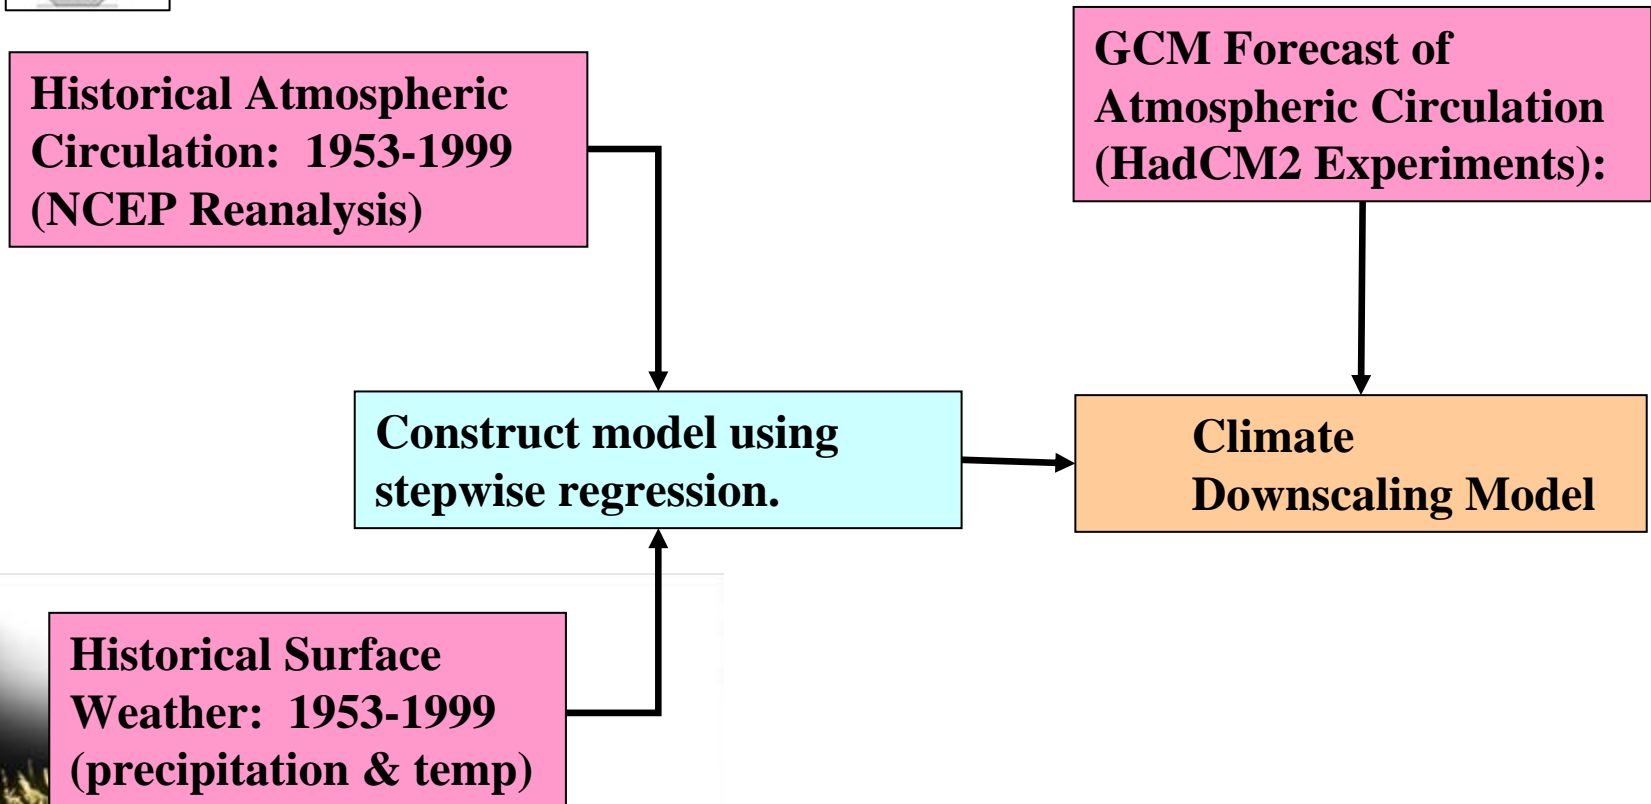 Historical Atmospheric
Circulation:  1953-1999
(NCEP Reanalysis)
GCM Forecast of
Atmospheric Circulation
(HadCM2 Experiments):
Construct model using
stepwise regression.
Climate
Downscaling Model
Historical Surface
Weather:  1953-1999
(precipitation & temp)